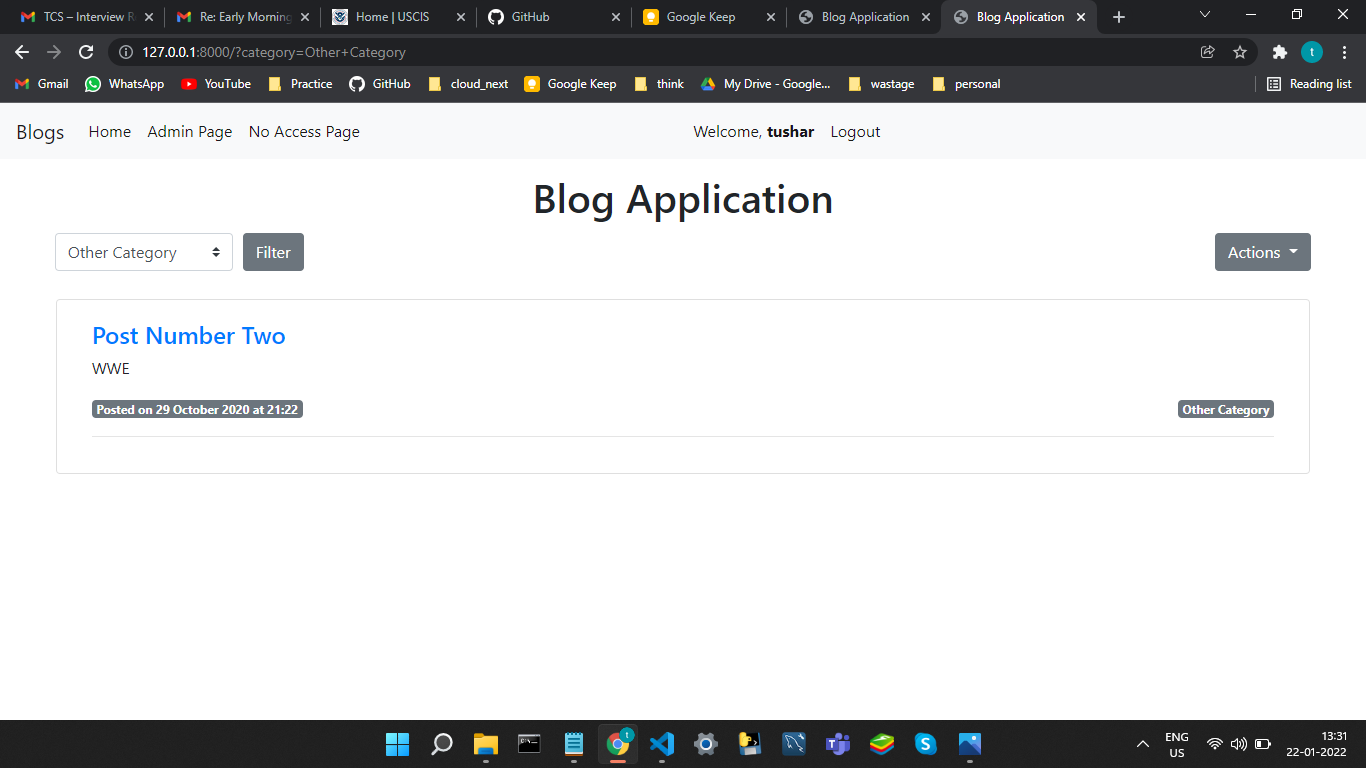 TCS – Interview R
Re: Early Morning
Home | USCIS
GitHub
Google Keep
Blog Application
Blog Application
127.0.0.1:8000/?category=Other+Category
t
Gmail
WhatsApp
YouTube
Practice
GitHub
cloud_next
Google Keep
think
My Drive - Google...
wastage
personal
Reading list
Blogs Home Admin Page No Access Page Welcome, tushar Logout
Blog Application
Other Category Filter Actions
Post Number Two
WWE
Posted on 29 October 2020 at 21:22 Other Category
t
ENG
US
13:31
22-01-2022